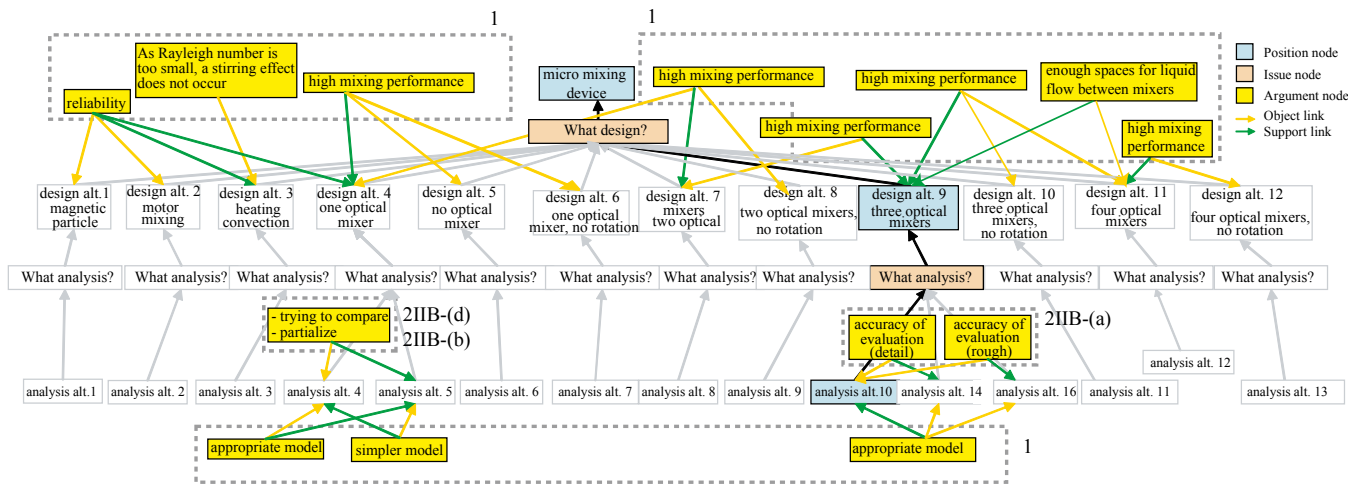 1
1
As Rayleigh number is
too small, a stirring effect
does not occur
high mixing performance
reliability
micro mixing
device
high mixing performance
high mixing performance
enough spaces for liquid
flow between mixers
high mixing performance
high mixing
performance
Position node
Issue node
Argument node
Object link
Support link
What design?
design alt.1
magnetic
particle
design alt. 2
motor
mixing
design alt. 3
heating
convection
design alt. 4
one optical
mixer
design alt. 5
no optical
mixer
design alt. 6
one optical
mixer, no rotation
design alt. 7
mixers
two optical
design alt. 8
two optical mixers,
no rotation
design alt. 9
three optical
mixers
design alt. 10
three optical
mixers,
no rotation
design alt. 11
four optical
mixers
design alt. 12
four optical mixers,
no rotation
What analysis?
What analysis?
What analysis?
What analysis?
What analysis?
What analysis?
What analysis?
What analysis?
What analysis?
What analysis?
What analysis?
What analysis?
- trying to compare
- partialize
2IIB-(d)
2IIB-(b)
accuracy of
evaluation
(detail)
accuracy of
evaluation
(rough)
2IIB-(a)
analysis alt.1
analysis alt. 2
analysis alt. 3
analysis alt. 4
analysis alt. 5
analysis alt. 6
analysis alt. 7
analysis alt. 8
analysis alt. 9
analysis alt.10
analysis alt. 14
analysis alt. 16
analysis alt. 11
analysis alt. 12
analysis alt. 13
appropriate model
simpler model
appropriate model
1